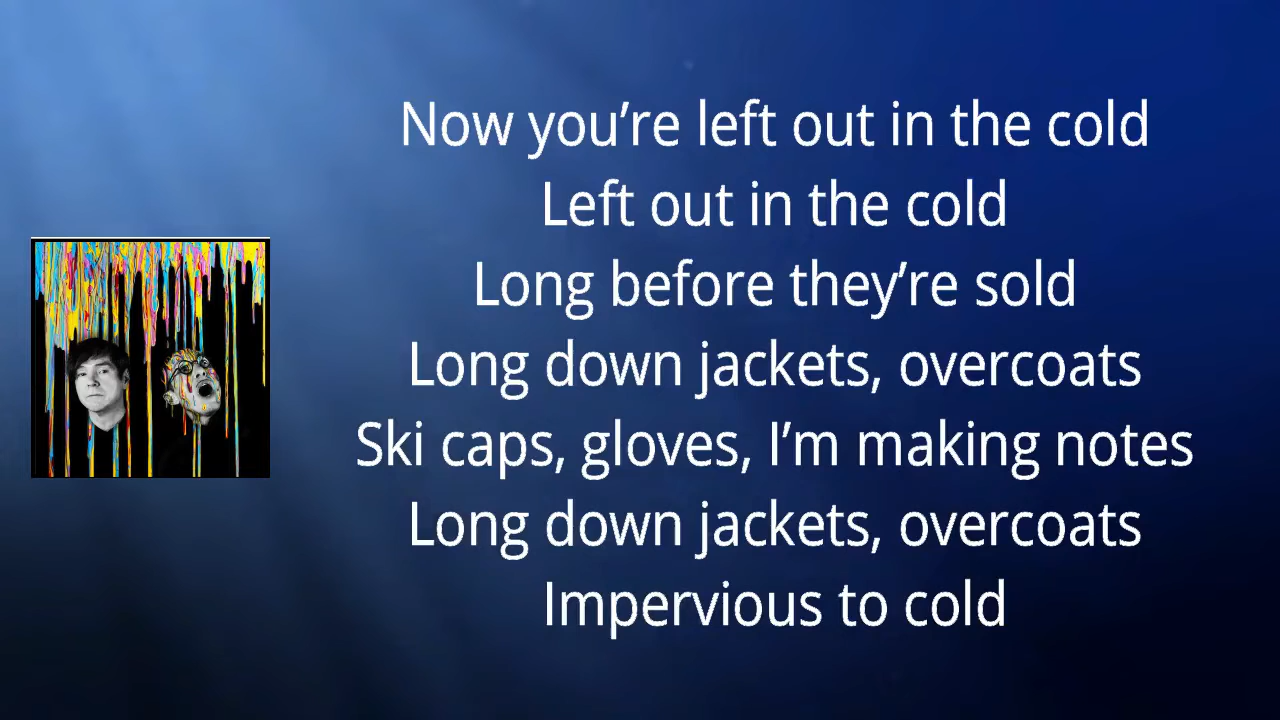 Now you’re left out in the cold
Left out in the cold
Long before they’re sold
Long down jackets, overcoats
Ski caps, gloves, I’m making notes
Long down jackets, overcoats
Impervious to cold